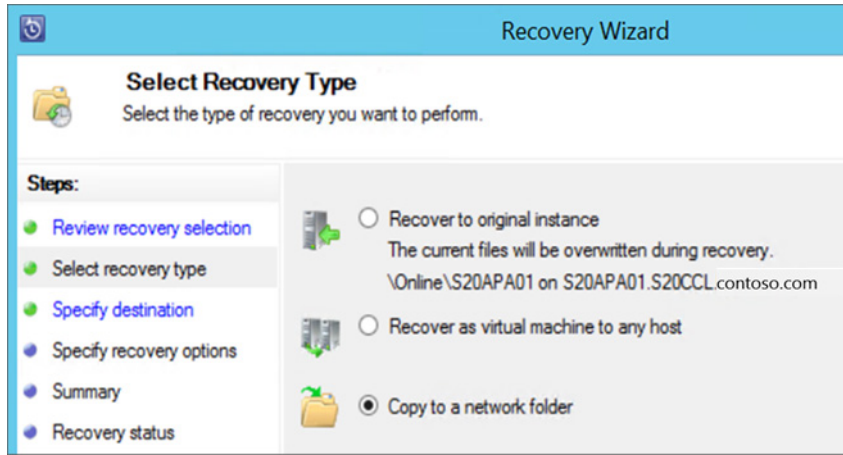 Recovery Wizard
Select Recovery Type
Select the type of recovery you want to perform.
Steps:
Review recovery selection
Select recovery type
Specify destination
Specify recovery options
Summary
Recovery status
Recover to original instance
The current files will be overwritten during recovery.
\Online\S20APA01 on S20APA01.S20CCL.contoso.com
Recover as virtual machine to any host
Copy to a network folder